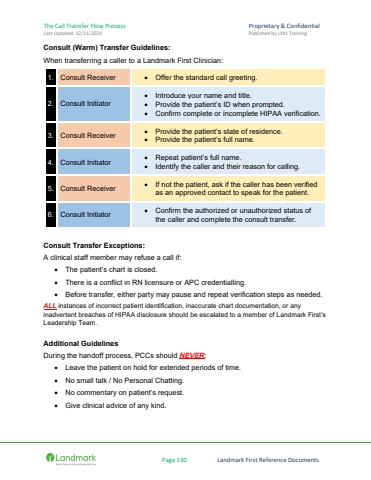 The Call Transfer Flow Process
Proprietary & Confidential
Last Updated: 12/11/2024
Published by LM1 Training
Consult (Warm) Transfer Guidelines:
When transferring a caller to a Landmark First Clinician:
1. Consult Receiver
• Offer the standard call greeting.
2. Consult Initiator
• Introduce your name and title.
• Provide the patient's ID when prompted.
• Confirm complete or incomplete HIPAA verification.
3. Consult Receiver
• Provide the patient's state of residence.
• Provide the patient's full name.
4. Consult Initiator
• Repeat patient's full name.
• Identify the caller and their reason for calling.
5. Consult Receiver
• If not the patient, ask if the caller has been verified
as an approved contact to speak for the patient.
6. Consult Initiator
• Confirm the authorized or unauthorized status of
the caller and complete the consult transfer.
Consult Transfer Exceptions:
A clinical staff member may refuse a call if:
• The patient's chart is closed.
• There is a conflict in RN licensure or APC credentialling.
• Before transfer, either party may pause and repeat verification steps as needed.
ALL instances of incorrect patient identification, inaccurate chart documentation, or any
inadvertent breaches of HIPAA disclosure should be escalated to a member of Landmark First's
Leadership Team.
Additional Guidelines
During the handoff process, PCCs should NEVER:
• Leave the patient on hold for extended periods of time.
• No small talk / No Personal Chatting.
• No commentary on patient's request.
• Give clinical advice of any kind.
Landmark
Page 130
Landmark First Reference Documents